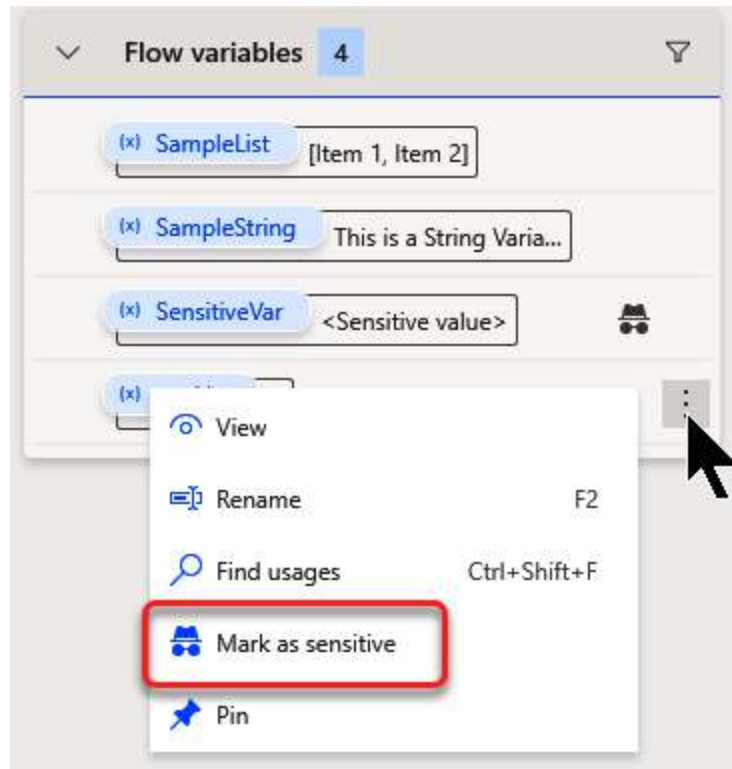 Flow variables 4
(x) SampleList [Item 1, Item 2]
(x) SampleString This is a String Varia...
(x) SensitiveVar <Sensitive value>
(x)
View
Rename F2
Find usages Ctrl+Shift+F
Mark as sensitive
Pin